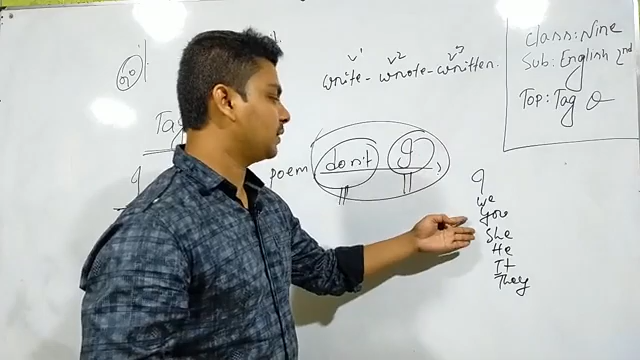 V1 V2 V3
write - wrote - written.
Class: Nine
Sub: English 2nd
Top: Tag Q
Tag
poem don't I,
I
I
we
you
She
He
It
They